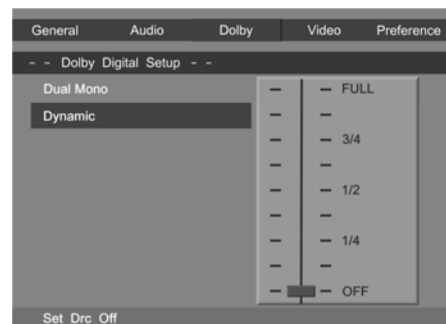 General Audio Dolby Video Preference
- - Dolby Digital Setup - -
Dual Mono
FULL
Dynamic
3/4
1/2
1/4
OFF
Set Drc Off